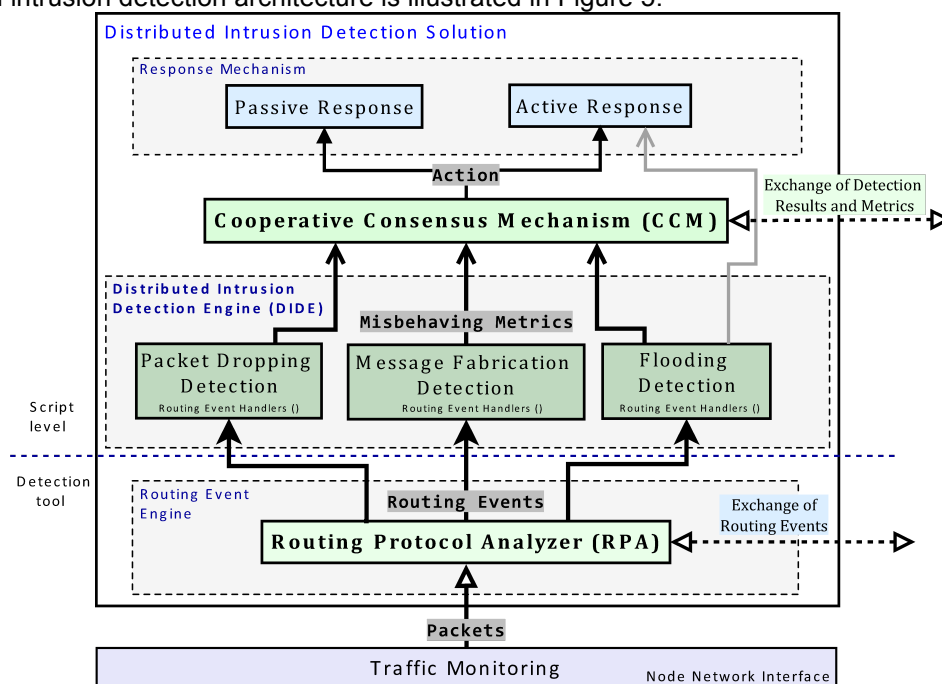 intrusion detection architecture is illustrated in Figure 3.
Distributed Intrusion Detection Solution
Response Mechanism
Passive Response
Active Response
Action
Exchange of Detection
Results and Metrics
Cooperative Consensus Mechanism (CCM)
Distributed Intrusion
Detection Engine (DIDE)
Misbehaving Metrics
Packet Dropping
Detection
Routing Event Handlers ()
Message Fabrication
Detection
Routing Event Handlers ()
Flooding
Detection
Routing Event Handlers ()
Script
level
Detection
tool
Routing Event
Engine
Routing Events
Exchange of
Routing Events
Routing Protocol Analyzer (RPA)
Packets
Traffic Monitoring
Node Network Interface